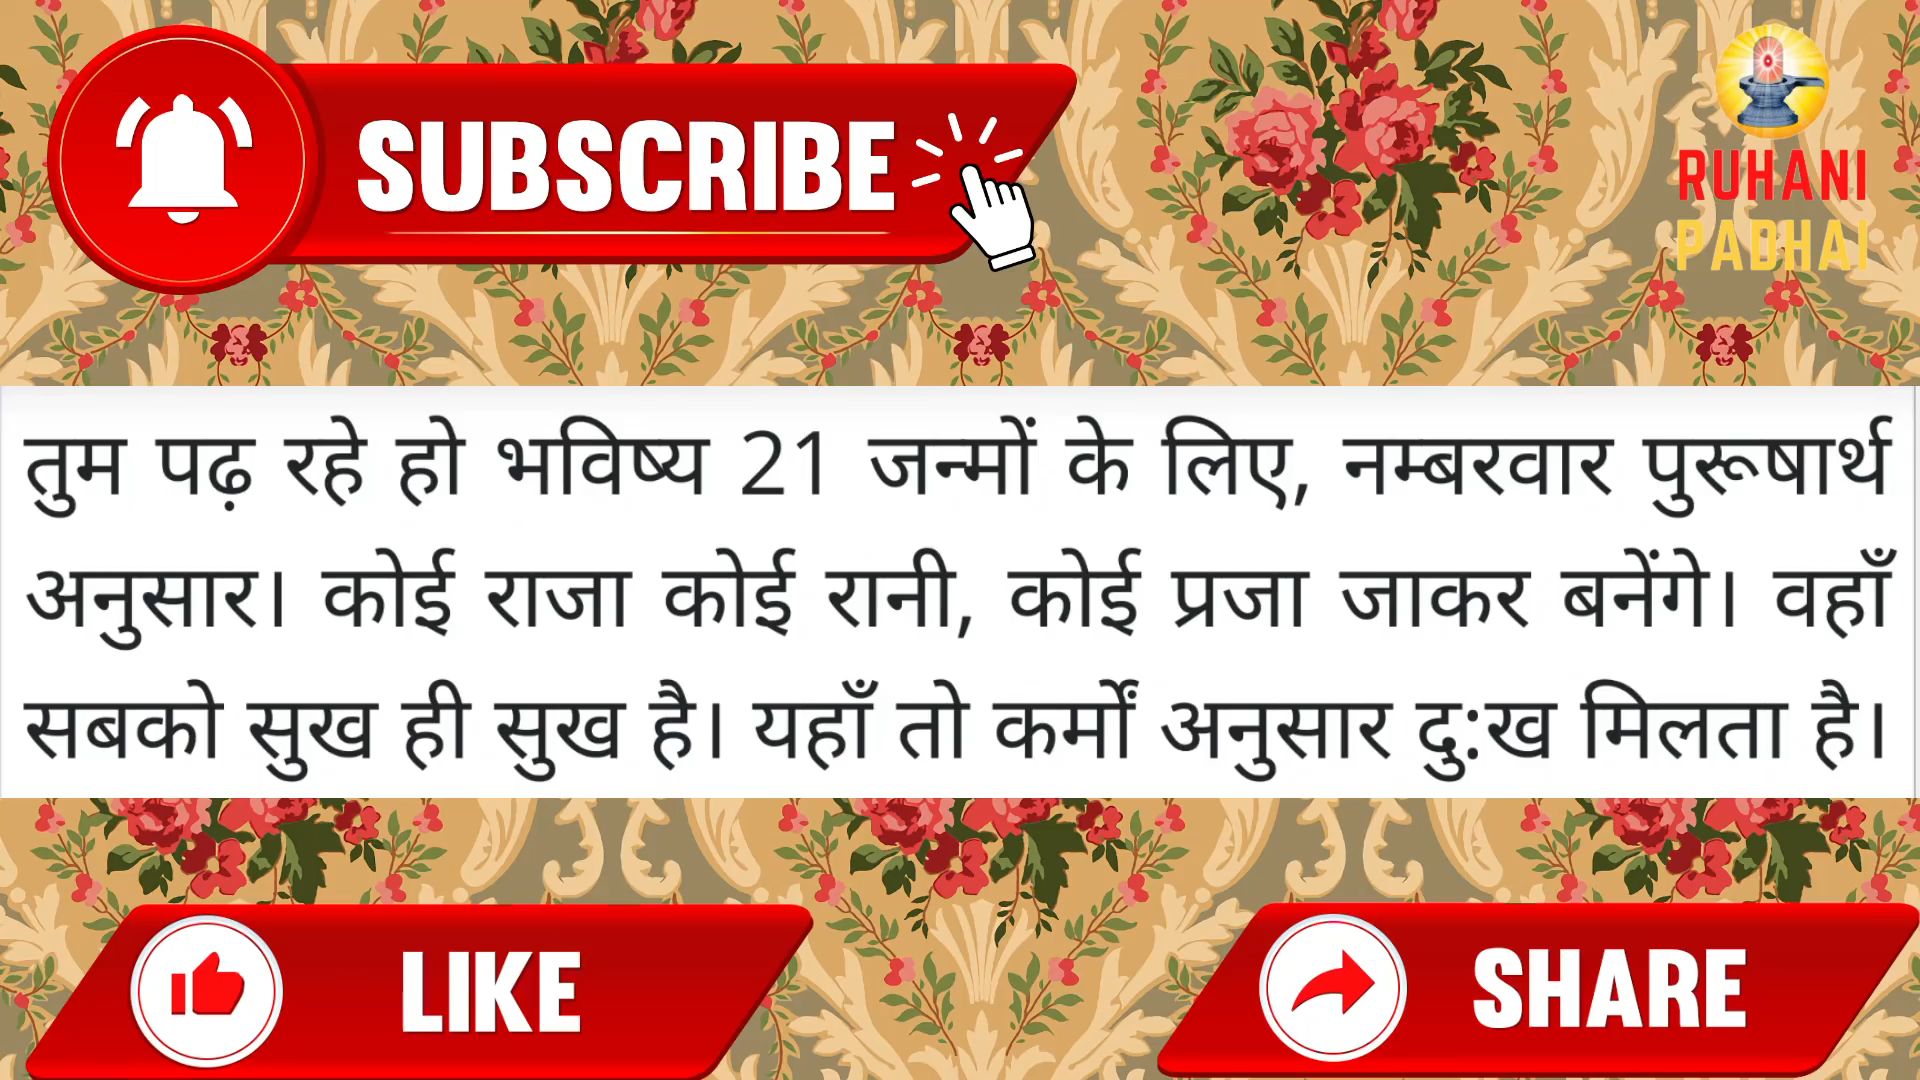 SUBSCRIBE
RUHANI
PADHAI
तुम पढ़ रहे हो भविष्य 21 जन्मों के लिए, नम्बरवार पुरूषार्थ
अनुसार। कोई राजा कोई रानी, कोई प्रजा जाकर बनेंगे। वहाँ
सबको सुख ही सुख है। यहाँ तो कर्मों अनुसार दु:ख मिलता है।
LIKE
SHARE